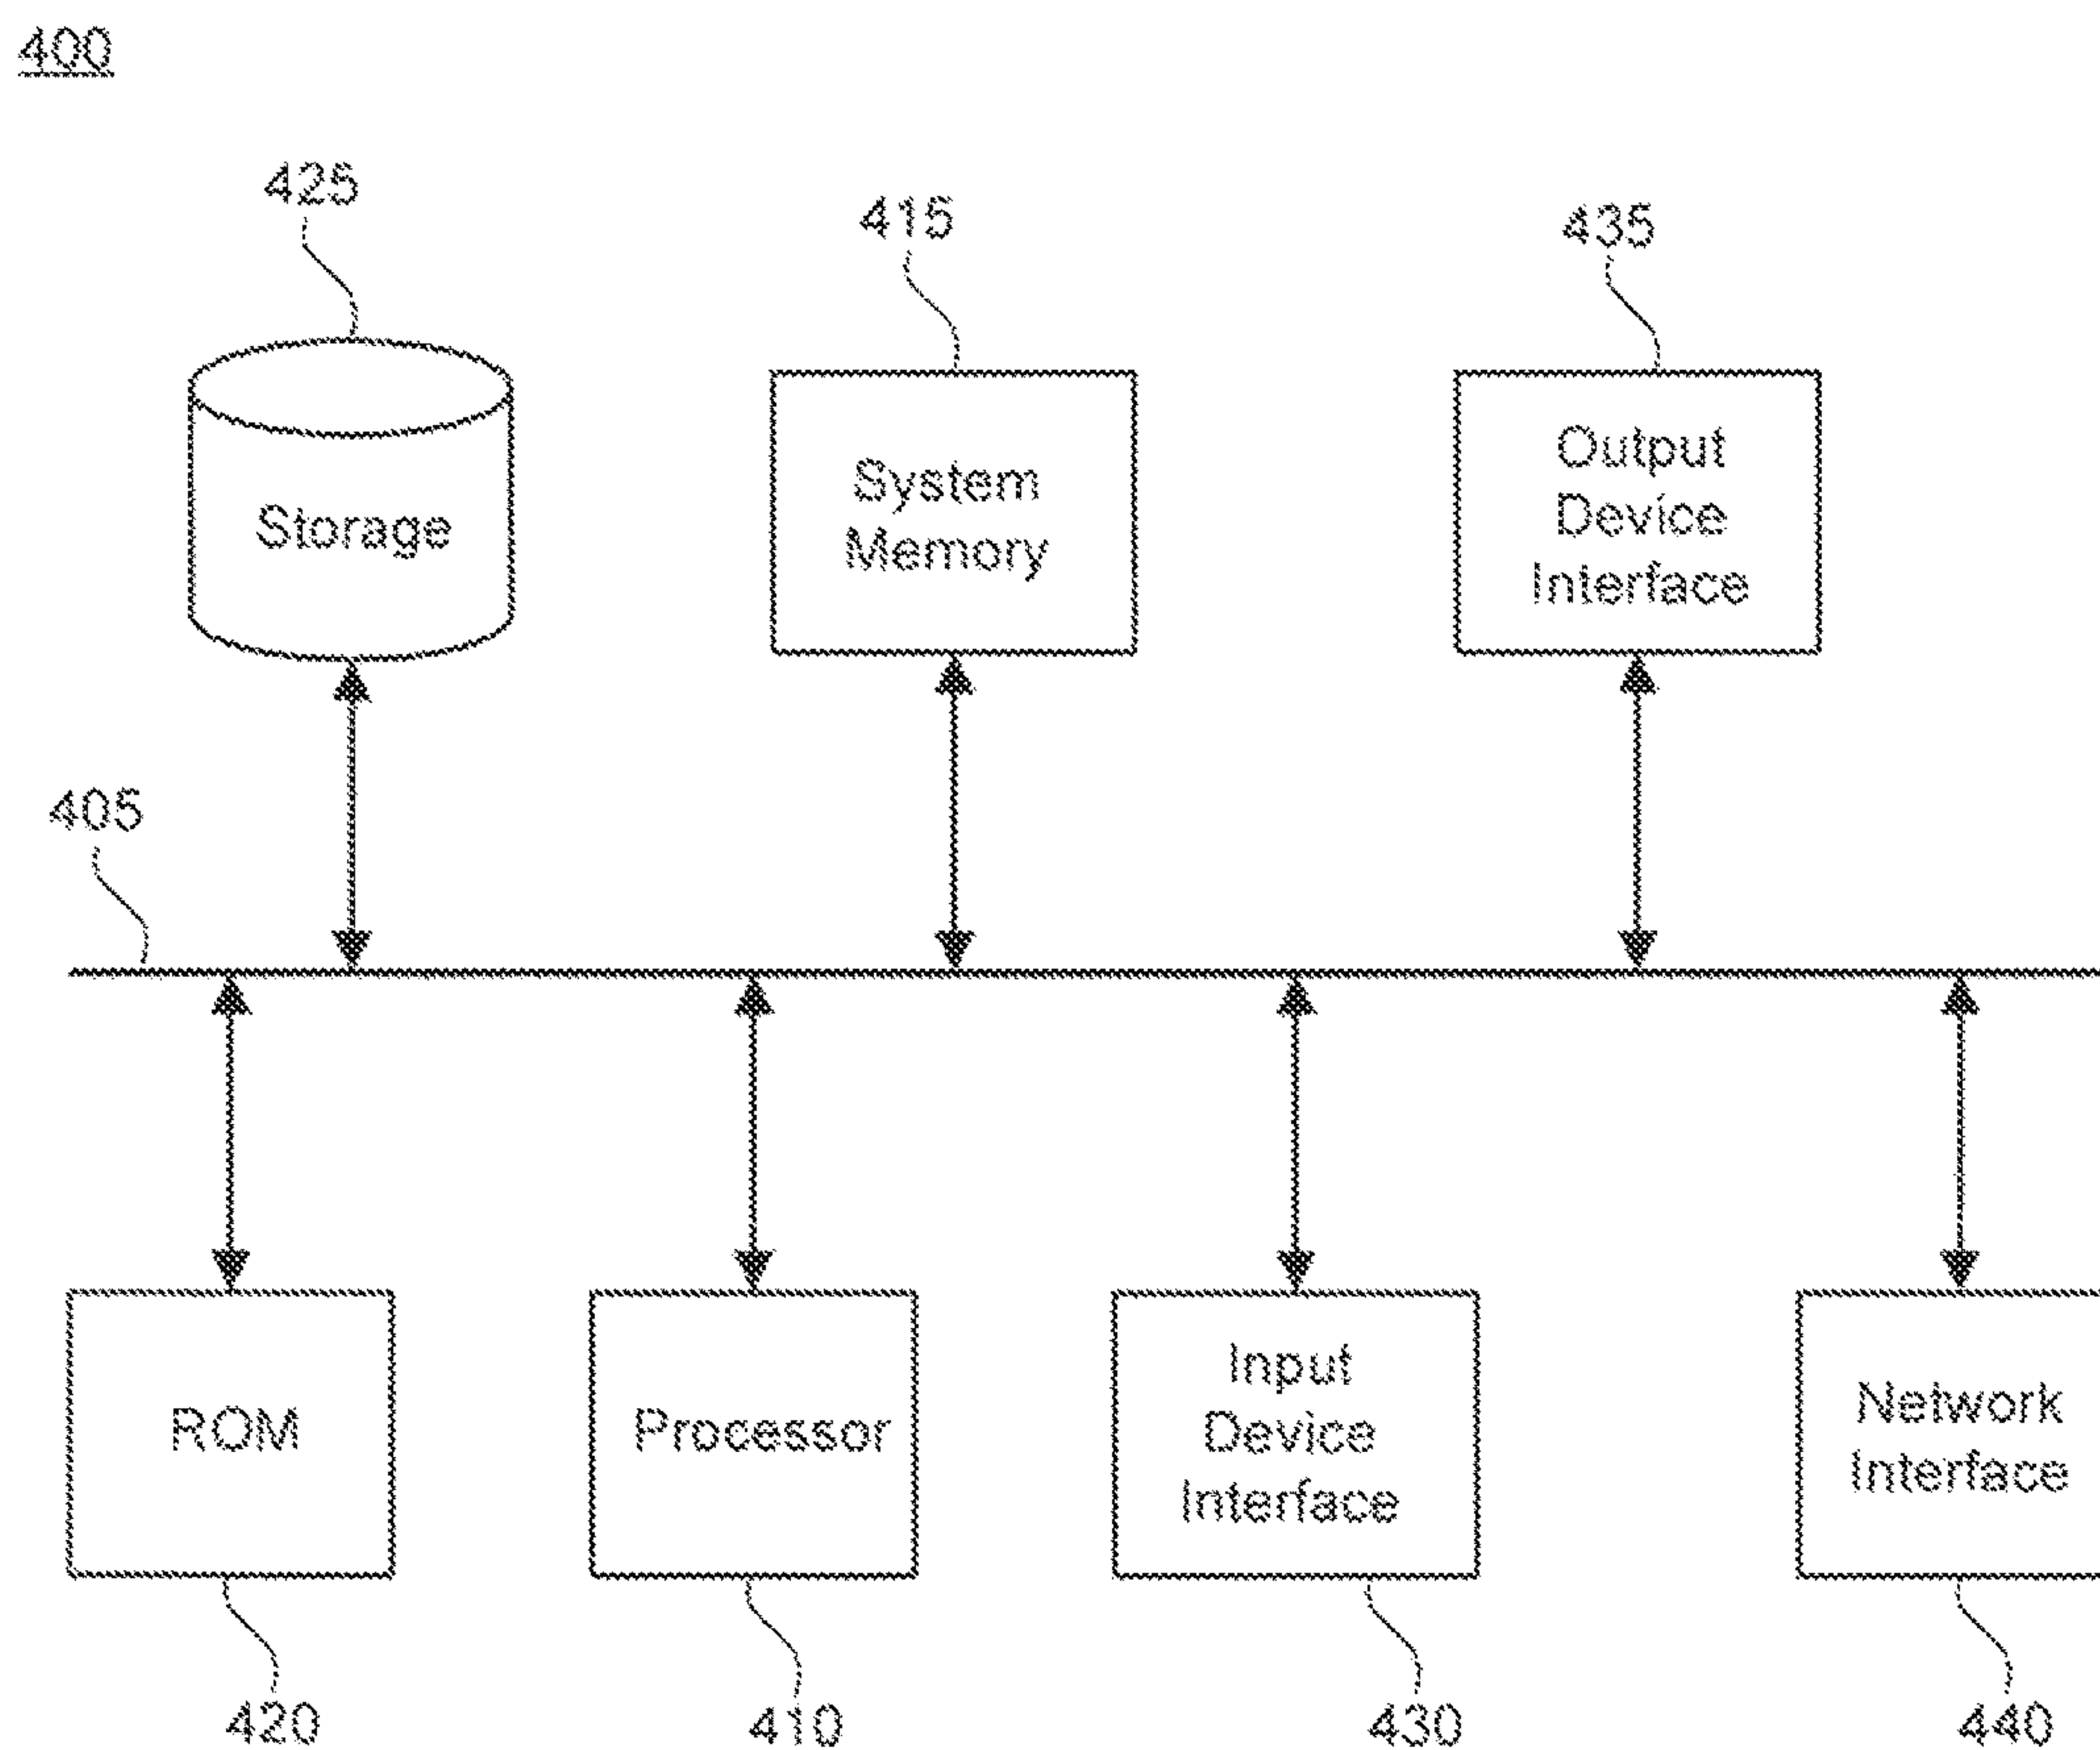 400
425
415
435
Storage
System
Memory
Output
Device
Interface
405
ROM
Processor
Input
Device
Interface
Network
Interface
420
410
430
440